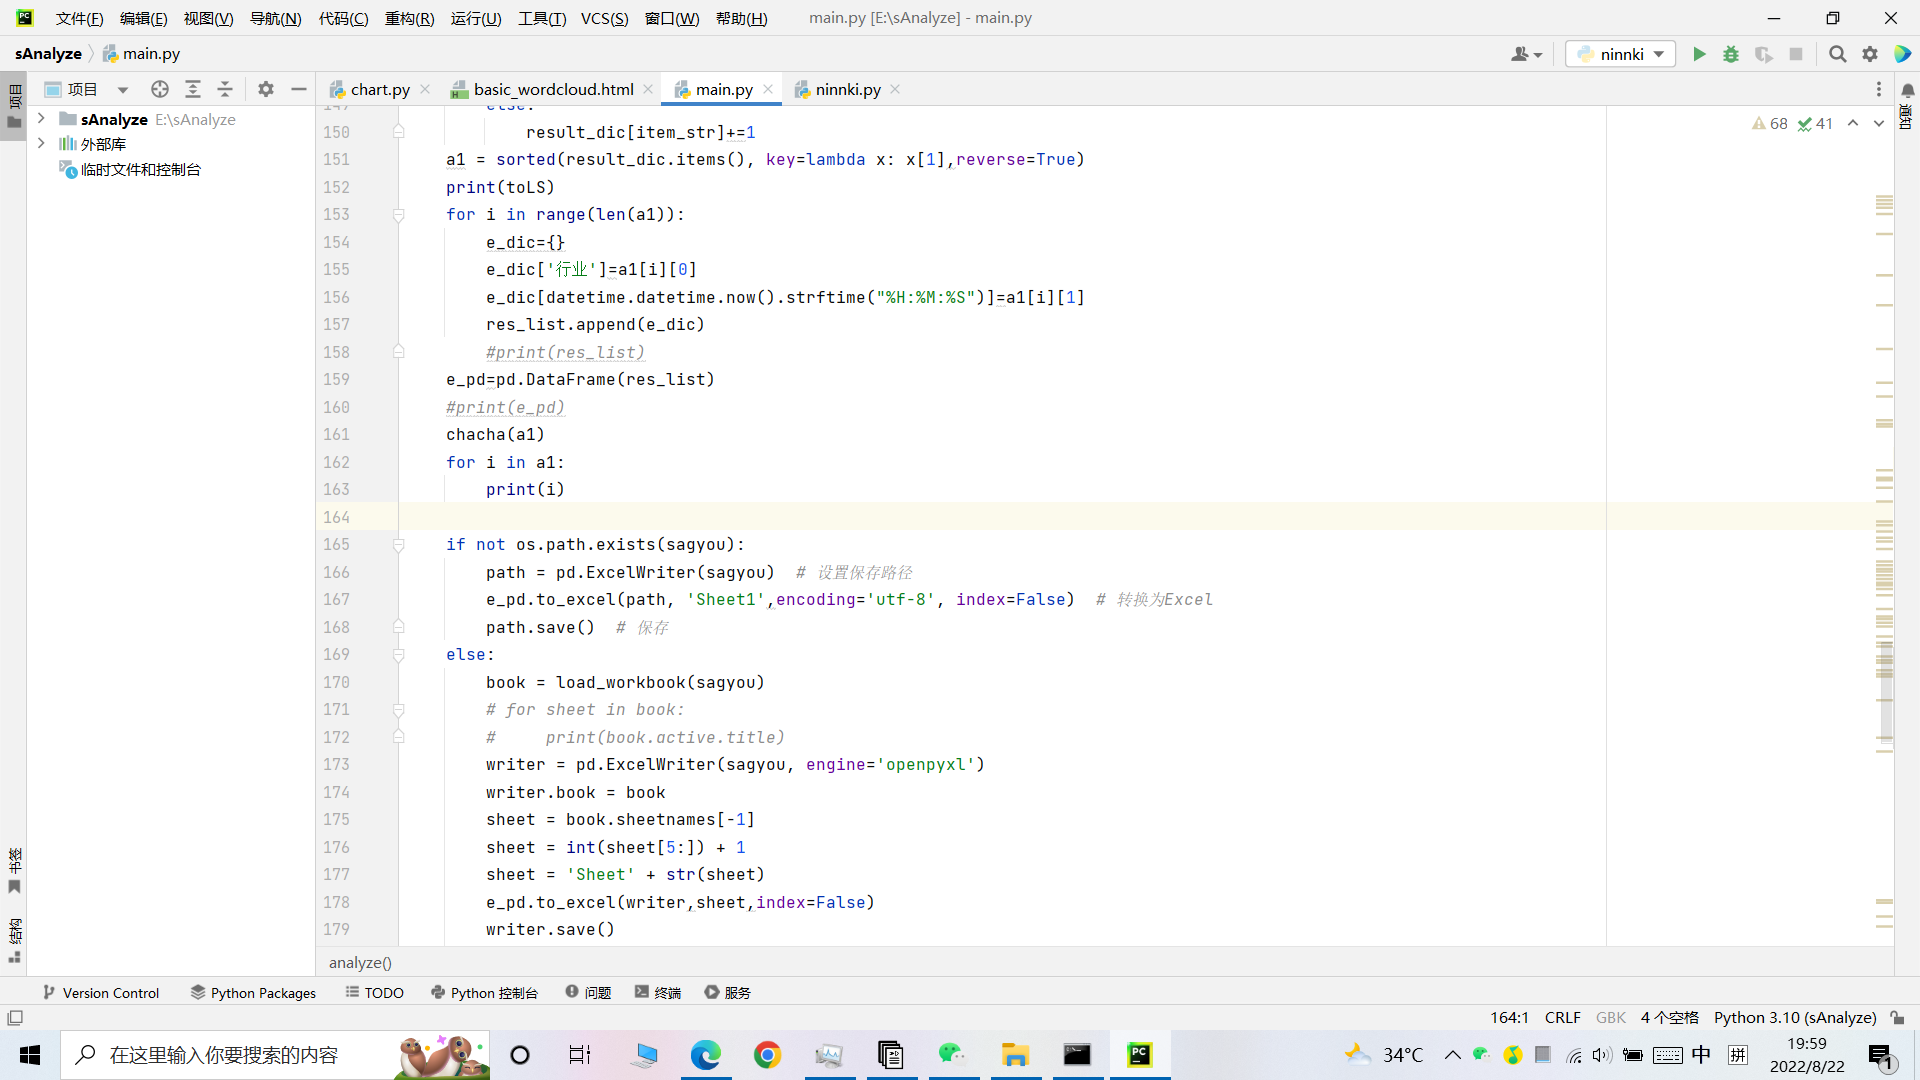 文件(F) 编辑(E) 视图(V) 导航(N) 代码(C) 重构(R) 运行(U) 工具(T) VCS(S) 窗口(W) 帮助(H) main.py [E:\sAnalyze] - main.py
sAnalyze main.py ninnki
项目 chart.py basic_wordcloud.html main.py ninnki.py
项目
通知
sAnalyze E:\sAnalyze
外部库
临时文件和控制台
68 41
149 else:
150 result_dic[item_str]+=1
151 a1 = sorted(result_dic.items(), key=lambda x: x[1],reverse=True)
152 print(toLS)
153 for i in range(len(a1)):
154 e_dic={}
155 e_dic['行业']=a1[i][0]
156 e_dic[datetime.datetime.now().strftime("%H:%M:%S")]=a1[i][1]
157 res_list.append(e_dic)
158 #print(res_list)
159 e_pd=pd.DataFrame(res_list)
160 #print(e_pd)
161 chacha(a1)
162 for i in a1:
163 print(i)
164
165 if not os.path.exists(sagyou):
166 path = pd.ExcelWriter(sagyou)  # 设置保存路径
167 e_pd.to_excel(path, 'Sheet1',encoding='utf-8', index=False)  # 转换为Excel
168 path.save()  # 保存
169 else:
170 book = load_workbook(sagyou)
171 # for sheet in book:
172 #     print(book.active.title)
173 writer = pd.ExcelWriter(sagyou, engine='openpyxl')
174 writer.book = book
175 sheet = book.sheetnames[-1]
176 sheet = int(sheet[5:]) + 1
177 sheet = 'Sheet' + str(sheet)
178 e_pd.to_excel(writer,sheet,index=False)
179 writer.save()
书签
结构
analyze()
Version Control Python Packages TODO Python 控制台 问题 终端 服务
164:1 CRLF GBK 4 个空格 Python 3.10 (sAnalyze)
在这里输入你要搜索的内容 34°C 中 拼 19:59
2022/8/22 1